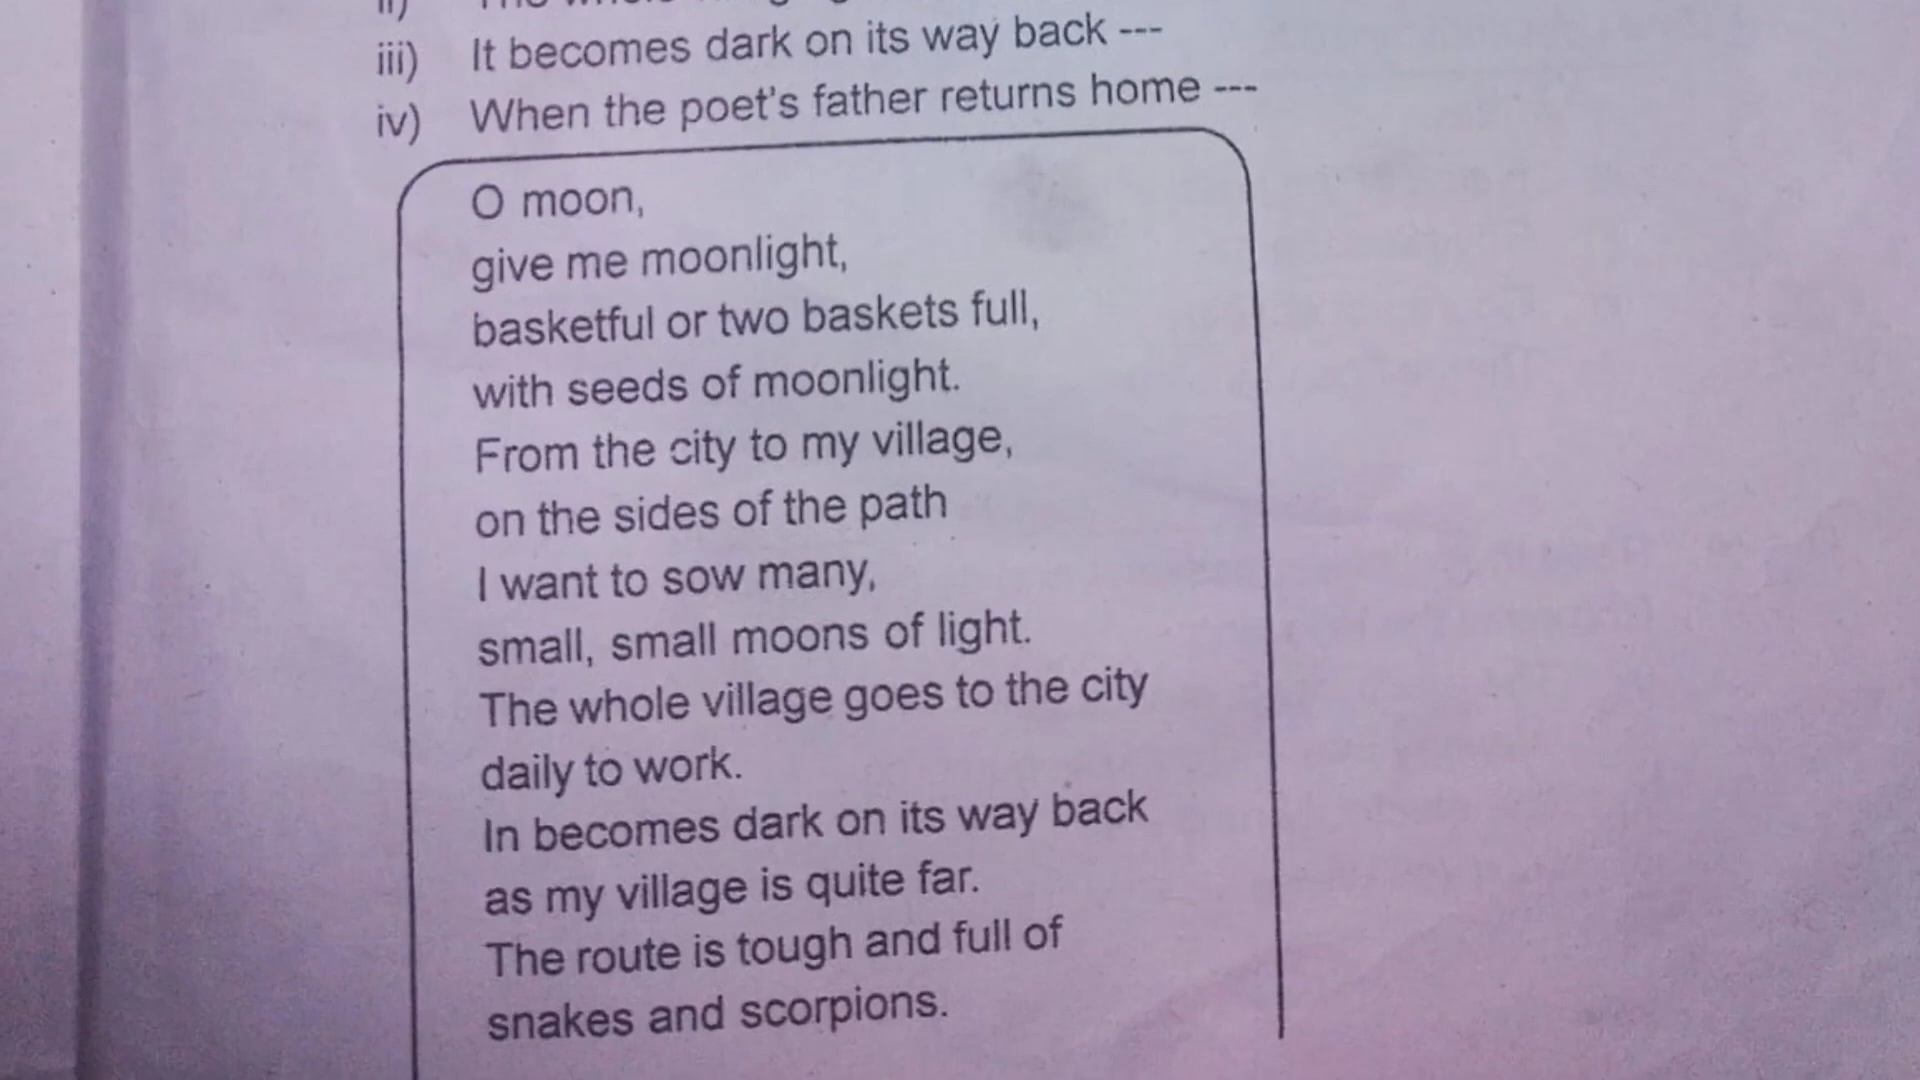 iii) It becomes dark on its way back ---
iv) When the poet's father returns home ---
O moon,
give me moonlight,
basketful or two baskets full,
with seeds of moonlight.
From the city to my village,
on the sides of the path
I want to sow many,
small, small moons of light.
The whole village goes to the city
daily to work.
In becomes dark on its way back
as my village is quite far.
The route is tough and full of
snakes and scorpions.